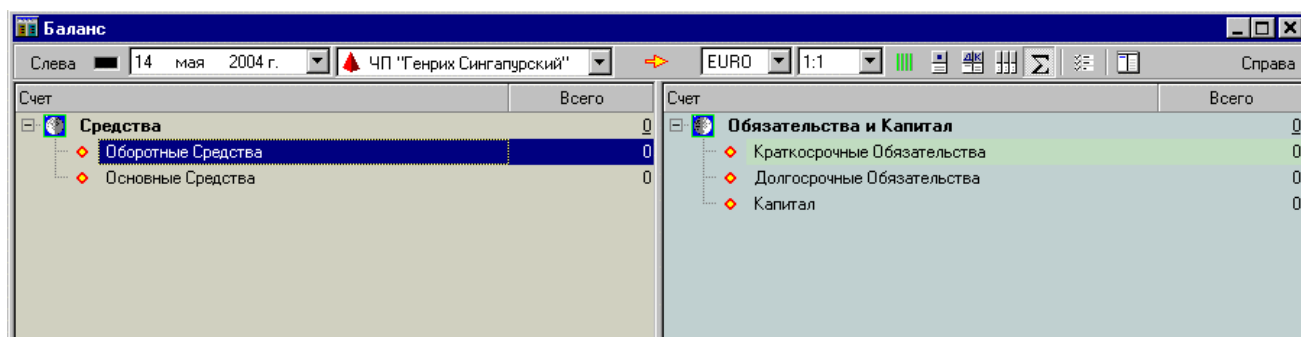 Баланс
Слева 14 мая 2004 г. ЧП "Генрих Сингапурский" EURO 1:1 ДК Σ Справа
Счет Всего Счет Всего
Средства 0 Обязательства и Капитал 0
Оборотные Средства 0 Краткосрочные Обязательства 0
Основные Средства 0 Долгосрочные Обязательства 0
Капитал 0